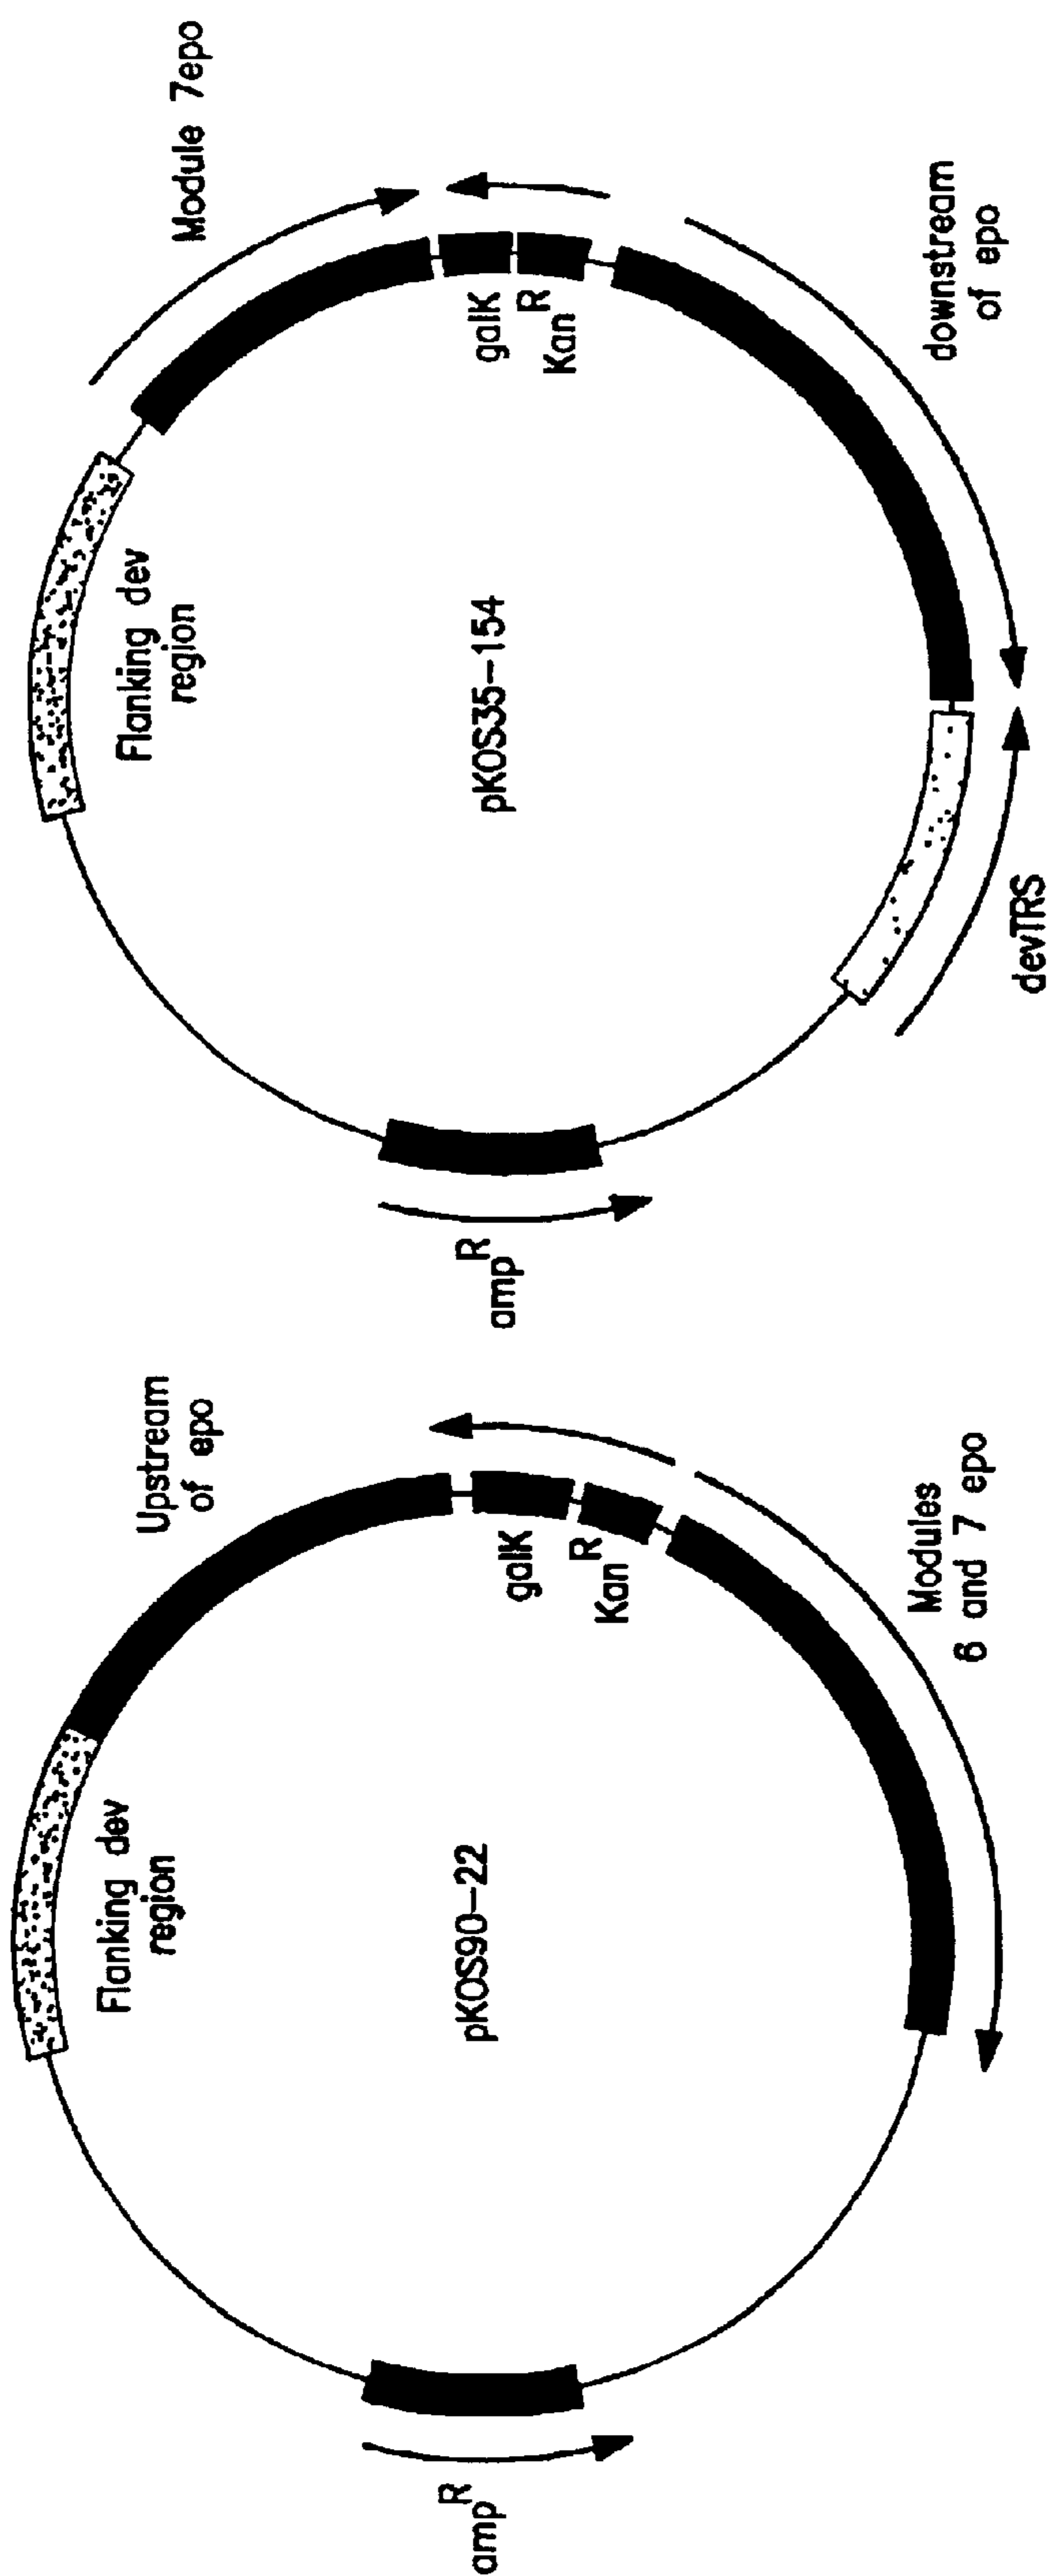 Upstream
of epo
Flanking dev
region
galK
Kan^R
pKOS90-22
amp^R
Modules
6 and 7 epo
Module 7epo
Flanking dev
region
galK
Kan^R
pKOS35-154
amp^R
downstream
of epo
devTRS